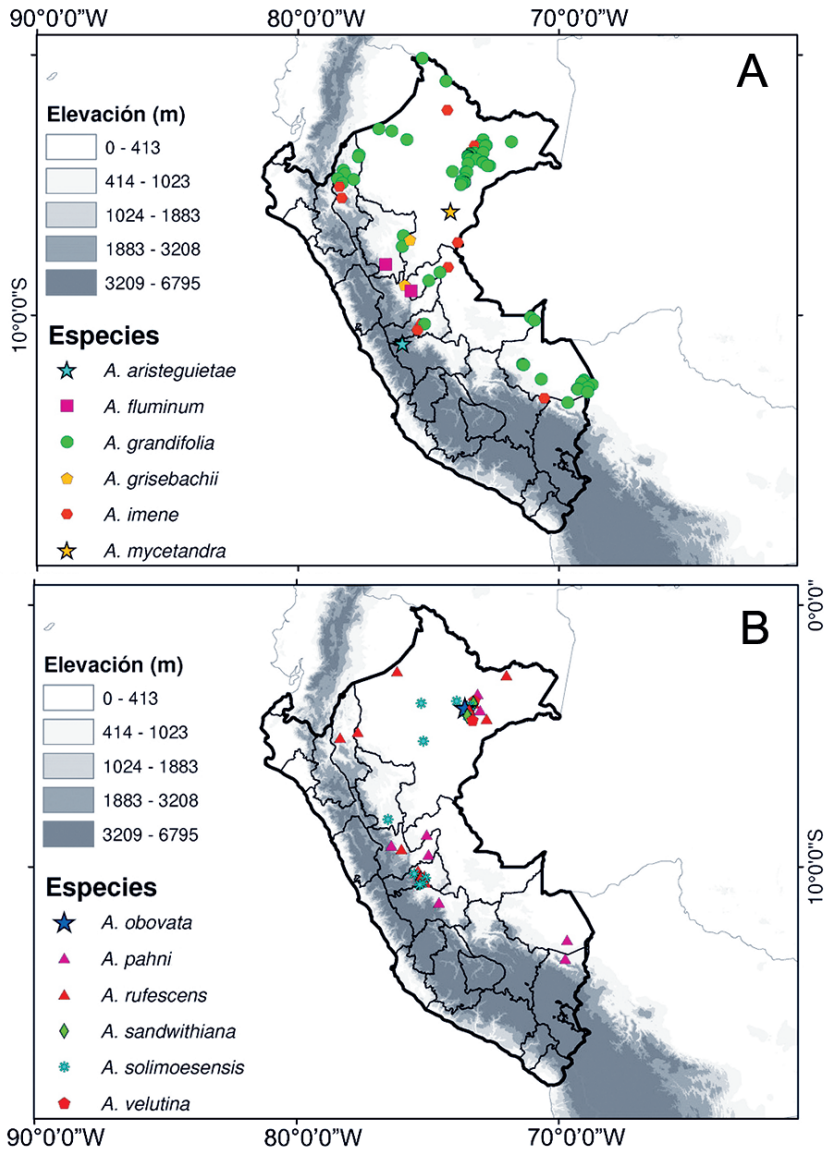 90°0'0"W 80°0'0"W 70°0'0"W
A
Elevación (m)
0 - 413
414 - 1023
1024 - 1883
1883 - 3208
3209 - 6795
10°0'0"S
Especies
A. aristeguietae
A. fluminum
A. grandifolia
A. grisebachii
A. imene
A. mycetandra
B
0°0'0"
Elevación (m)
0 - 413
414 - 1023
1024 - 1883
1883 - 3208
3209 - 6795
10°0'0"S
Especies
A. obovata
A. pahni
A. rufescens
A. sandwithiana
A. solimoesensis
A. velutina
90°0'0"W 80°0'0"W 70°0'0"W